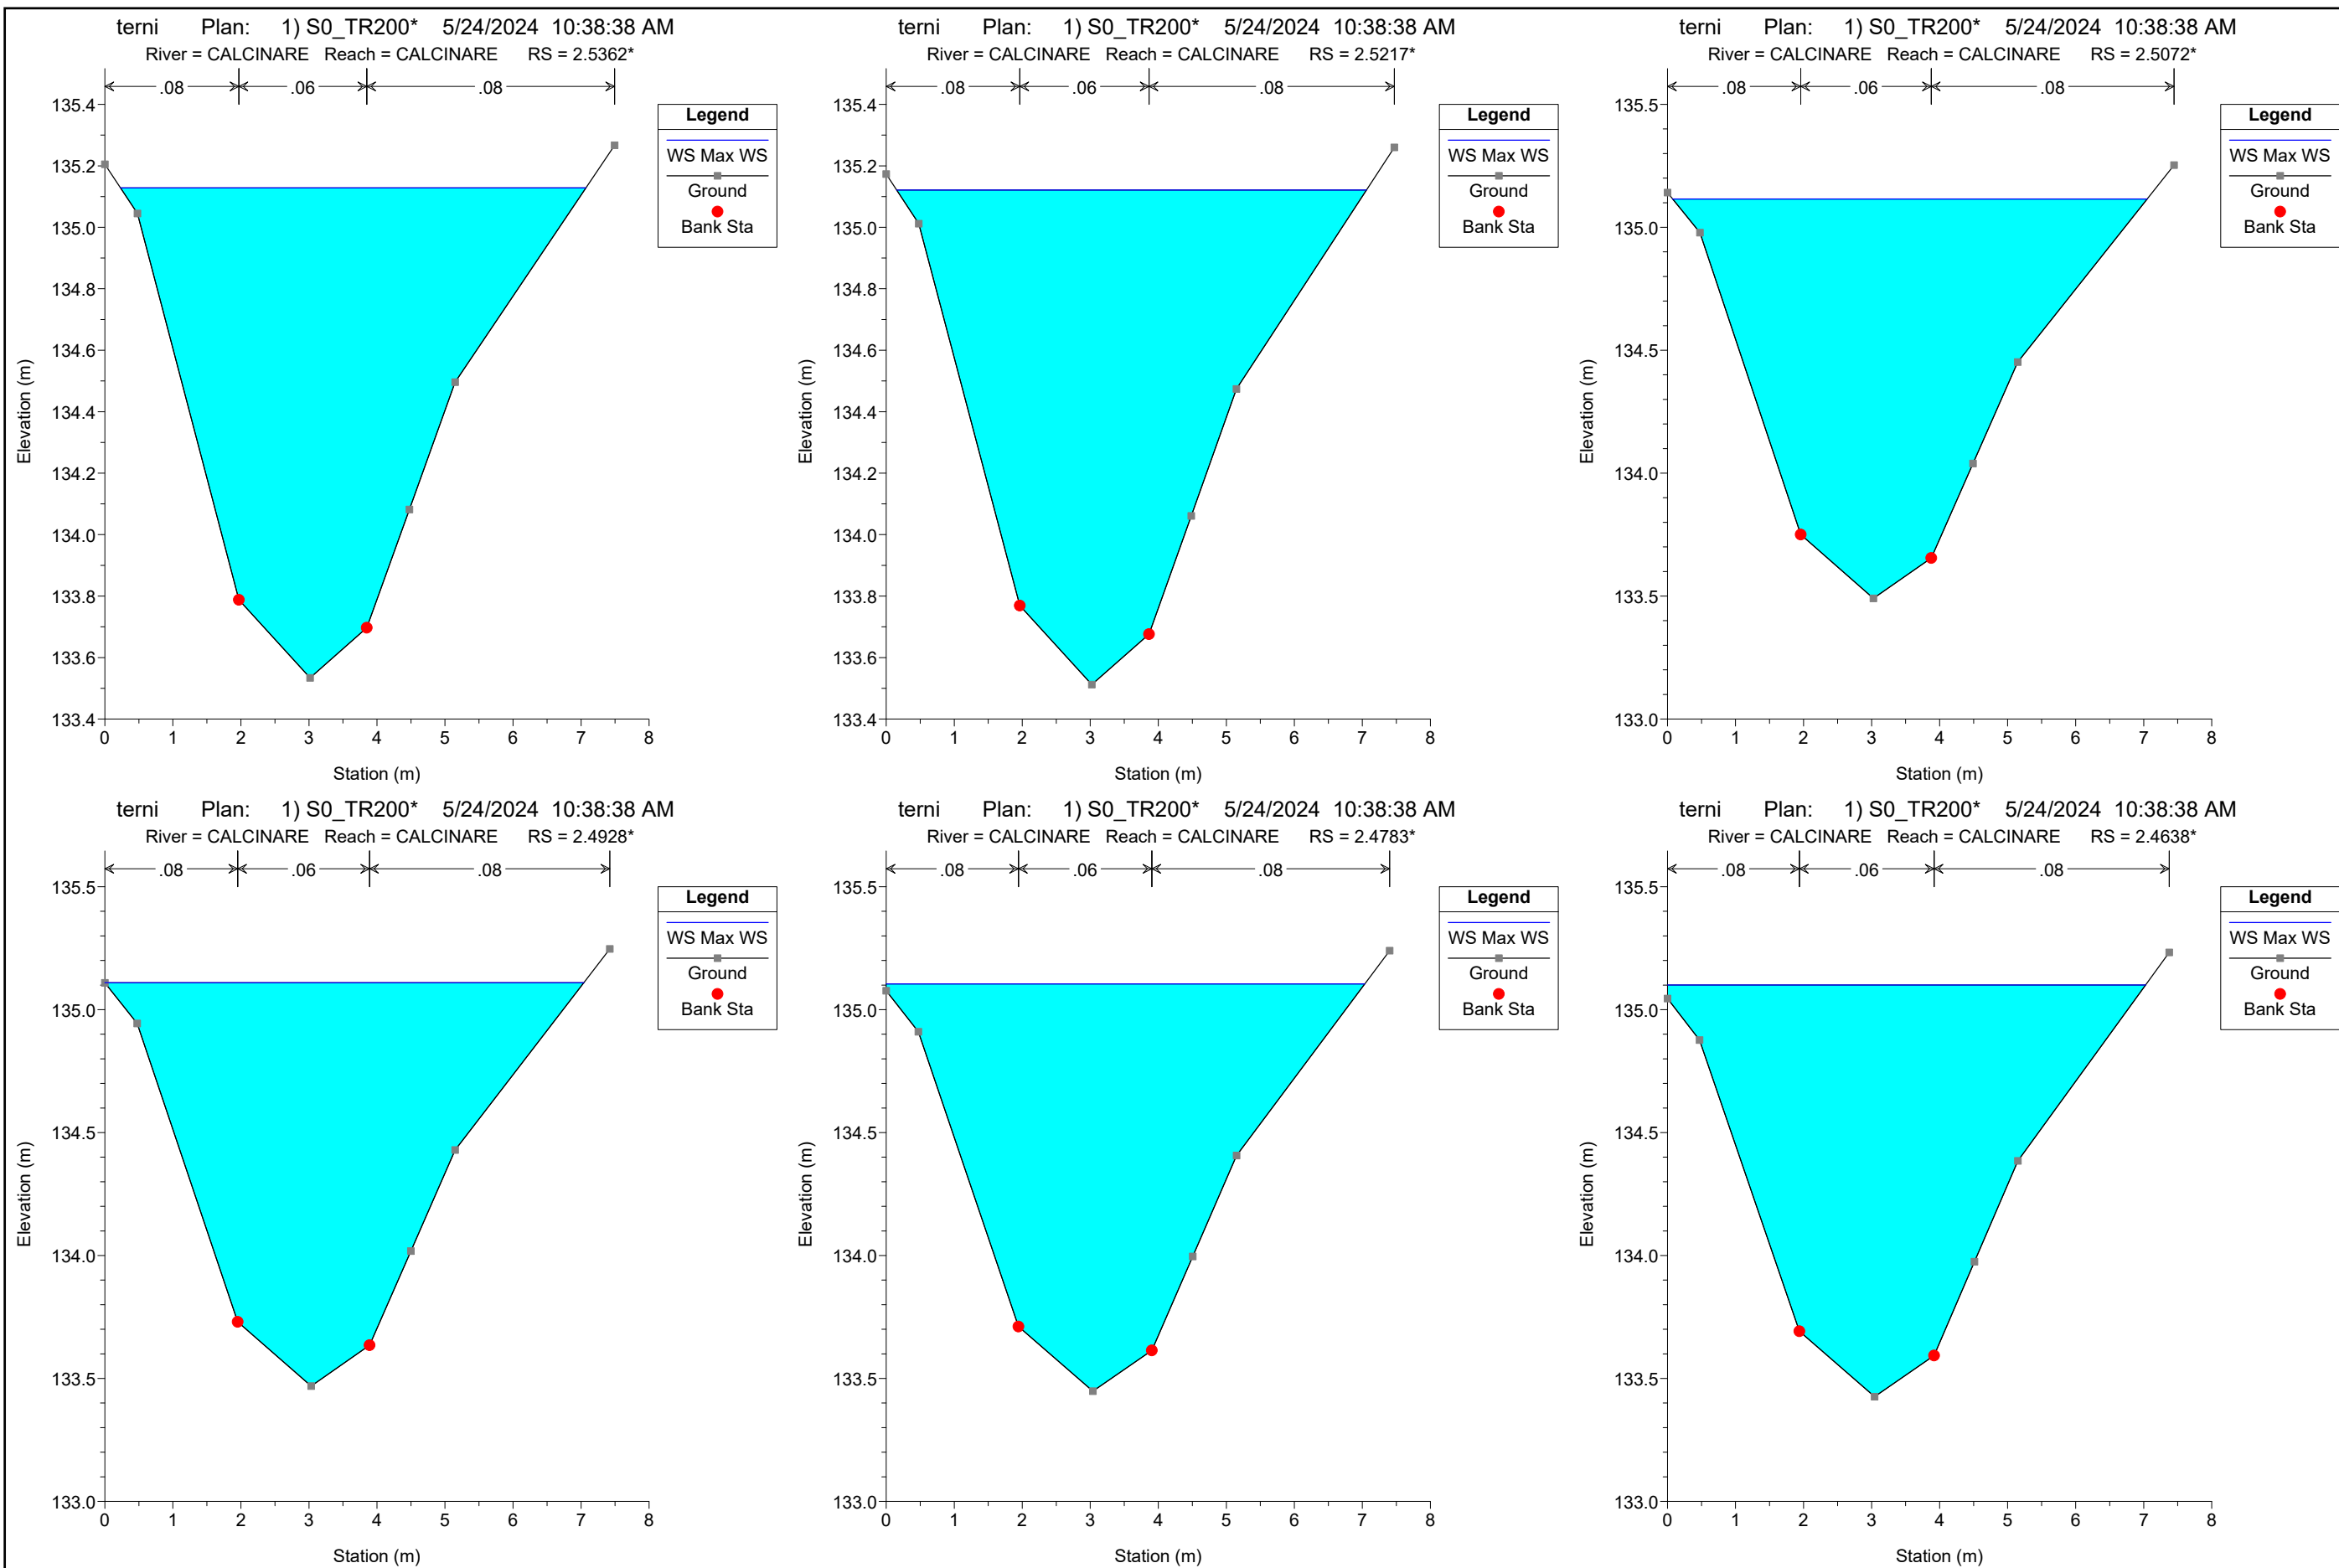 terni Plan: 1) S0_TR200* 5/24/2024 10:38:38 AM
River = CALCINARE Reach = CALCINARE RS = 2.5362*
.08 .06 .08
Legend
WS Max WS
Ground
Bank Sta
135.4
135.2
135.0
134.8
134.6
134.4
134.2
134.0
133.8
133.6
133.4
Elevation (m)
0 1 2 3 4 5 6 7 8
Station (m)
terni Plan: 1) S0_TR200* 5/24/2024 10:38:38 AM
River = CALCINARE Reach = CALCINARE RS = 2.5217*
.08 .06 .08
Legend
WS Max WS
Ground
Bank Sta
135.4
135.2
135.0
134.8
134.6
134.4
134.2
134.0
133.8
133.6
133.4
Elevation (m)
0 1 2 3 4 5 6 7 8
Station (m)
terni Plan: 1) S0_TR200* 5/24/2024 10:38:38 AM
River = CALCINARE Reach = CALCINARE RS = 2.5072*
.08 .06 .08
Legend
WS Max WS
Ground
Bank Sta
135.5
135.0
134.5
134.0
133.5
133.0
Elevation (m)
0 1 2 3 4 5 6 7 8
Station (m)
terni Plan: 1) S0_TR200* 5/24/2024 10:38:38 AM
River = CALCINARE Reach = CALCINARE RS = 2.4928*
.08 .06 .08
Legend
WS Max WS
Ground
Bank Sta
135.5
135.0
134.5
134.0
133.5
133.0
Elevation (m)
0 1 2 3 4 5 6 7 8
Station (m)
terni Plan: 1) S0_TR200* 5/24/2024 10:38:38 AM
River = CALCINARE Reach = CALCINARE RS = 2.4783*
.08 .06 .08
Legend
WS Max WS
Ground
Bank Sta
135.5
135.0
134.5
134.0
133.5
133.0
Elevation (m)
0 1 2 3 4 5 6 7 8
Station (m)
terni Plan: 1) S0_TR200* 5/24/2024 10:38:38 AM
River = CALCINARE Reach = CALCINARE RS = 2.4638*
.08 .06 .08
Legend
WS Max WS
Ground
Bank Sta
135.5
135.0
134.5
134.0
133.5
133.0
Elevation (m)
0 1 2 3 4 5 6 7 8
Station (m)